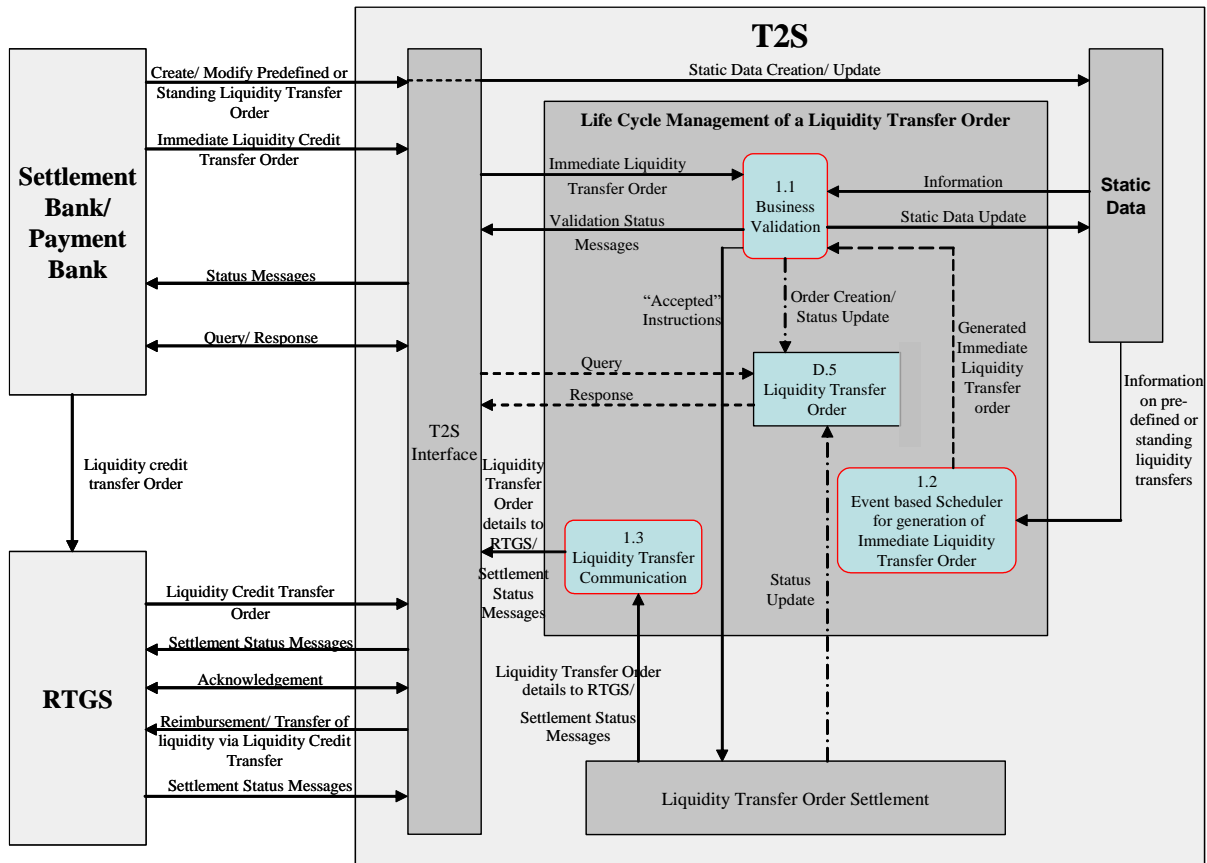 T2S
Create/ Modify Predefined or
Standing Liquidity Transfer
Order
Static Data Creation/ Update
Life Cycle Management of a Liquidity Transfer Order
Immediate Liquidity Credit
Transfer Order
Settlement
Bank/
Payment
Bank
Immediate Liquidity
Transfer Order
1.1
Business
Validation
Information
Static
Data
Validation Status
Messages
Static Data Update
Status Messages
"Accepted"
Instructions
Order Creation/
Status Update
Generated
Immediate
Liquidity
Transfer
order
Query/ Response
Query
Response
D.5
Liquidity Transfer
Order
Information
on pre-
defined or
standing
liquidity
transfers
T2S
Interface
Liquidity credit
transfer Order
Liquidity
Transfer
Order
details to
RTGS/
Settlement
Status
Messages
1.2
Event based Scheduler
for generation of
Immediate Liquidity
Transfer Order
1.3
Liquidity Transfer
Communication
Status
Update
RTGS
Liquidity Credit Transfer
Order
Settlement Status Messages
Acknowledgement
Reimbursement/ Transfer of
liquidity via Liquidity Credit
Transfer
Settlement Status Messages
Liquidity Transfer Order
details to RTGS/
Settlement Status
Messages
Liquidity Transfer Order Settlement